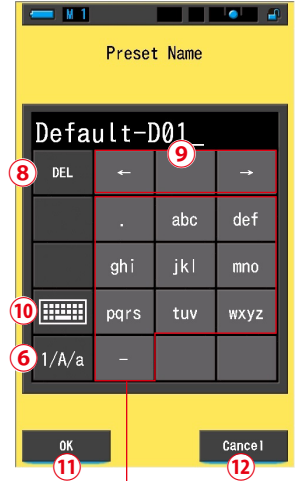 M 1
Preset Name
Default-D01_
⑨
⑧ DEL ← →
. abc def
ghi jkl mno
⑩ pqrs tuv wxyz
⑥ 1/A/a –
OK Cancel
⑪ ⑫